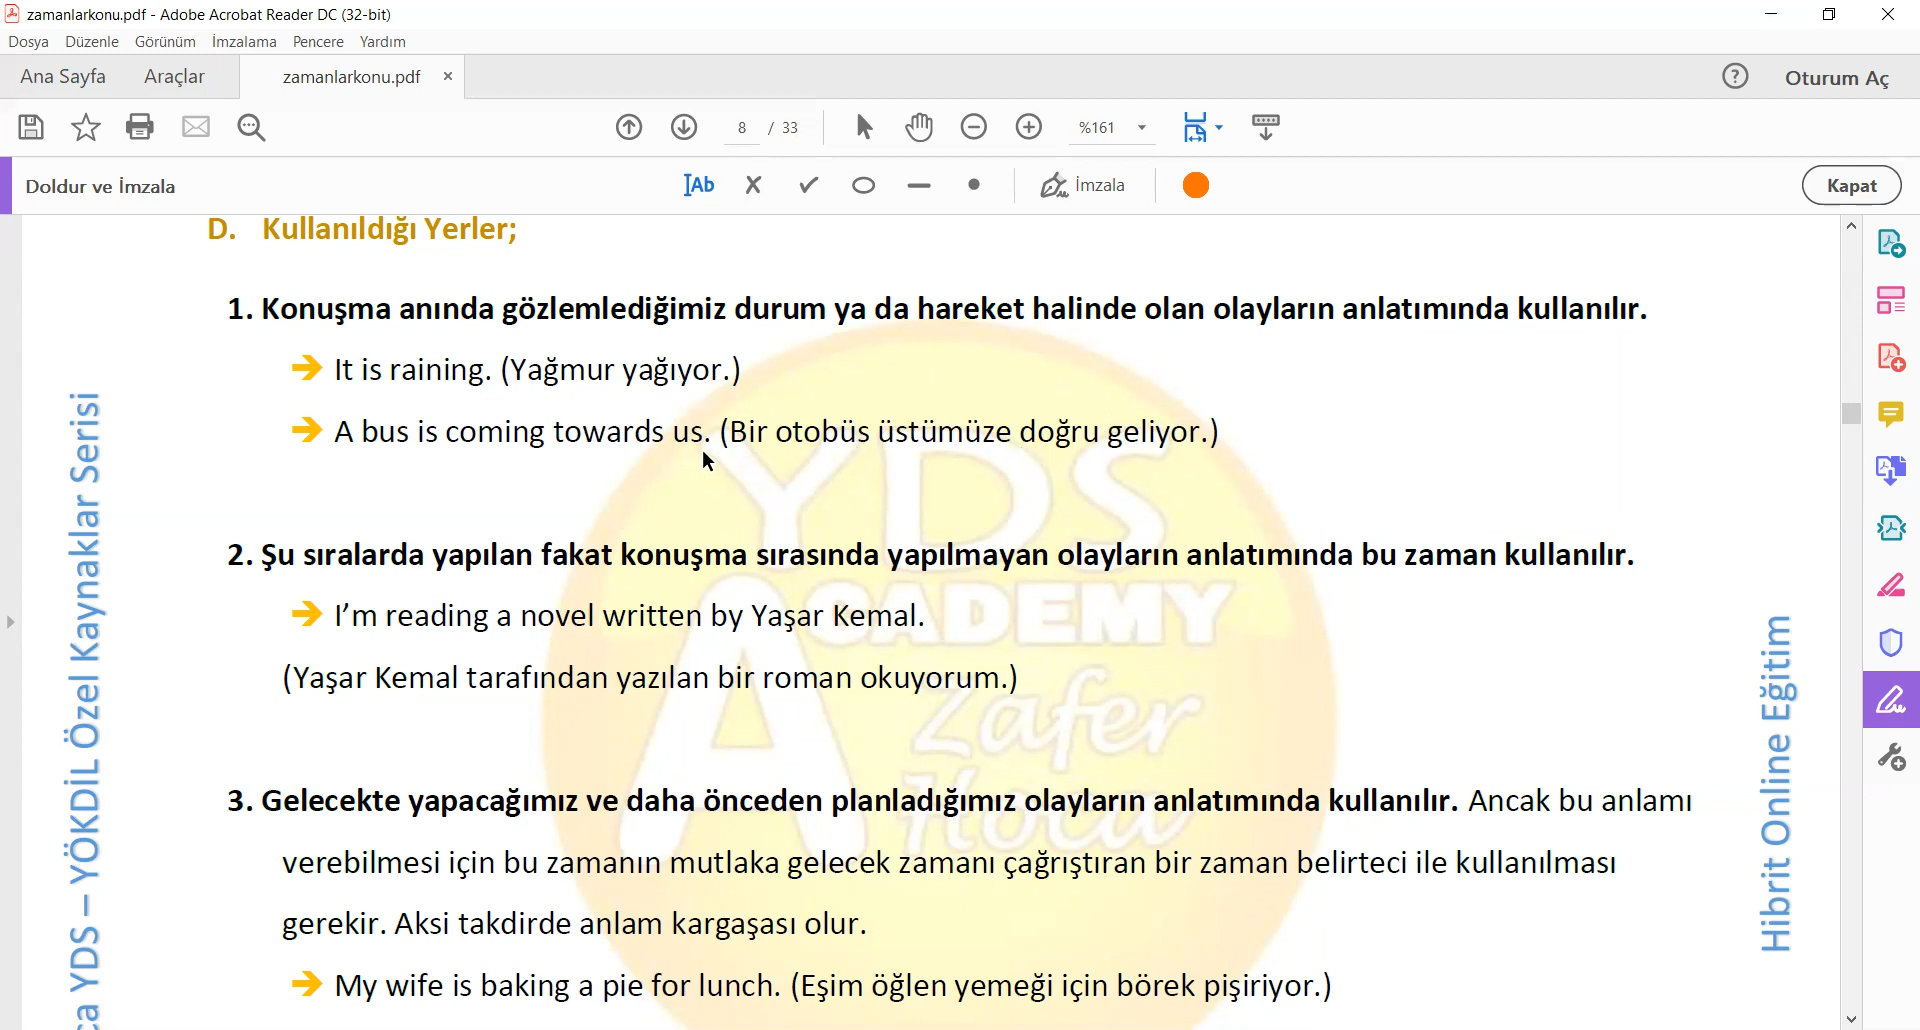 zamanlarkonu.pdf - Adobe Acrobat Reader DC (32-bit)
Dosya Düzenle Görünüm İmzalama Pencere Yardım
Ana Sayfa Araçlar zamanlarkonu.pdf × ? Oturum Aç
8 / 33 %161
Doldur ve İmzala Ab İmzala Kapat
D. Kullanıldığı Yerler;
1. Konuşma anında gözlemlediğimiz durum ya da hareket halinde olan olayların anlatımında kullanılır.
It is raining. (Yağmur yağıyor.)
A bus is coming towards us. (Bir otobüs üstümüze doğru geliyor.)
2. Şu sıralarda yapılan fakat konuşma sırasında yapılmayan olayların anlatımında bu zaman kullanılır.
I’m reading a novel written by Yaşar Kemal.
(Yaşar Kemal tarafından yazılan bir roman okuyorum.)
3. Gelecekte yapacağımız ve daha önceden planladığımız olayların anlatımında kullanılır. Ancak bu anlamı
verebilmesi için bu zamanın mutlaka gelecek zamanı çağrıştıran bir zaman belirteci ile kullanılması
gerekir. Aksi takdirde anlam kargaşası olur.
My wife is baking a pie for lunch. (Eşim öğlen yemeği için börek pişiriyor.)
YDS
ACADEMY
Zafer
Hoca
ca YDS – YÖKDİL Özel Kaynaklar Serisi
Hibrit Online Eğitim